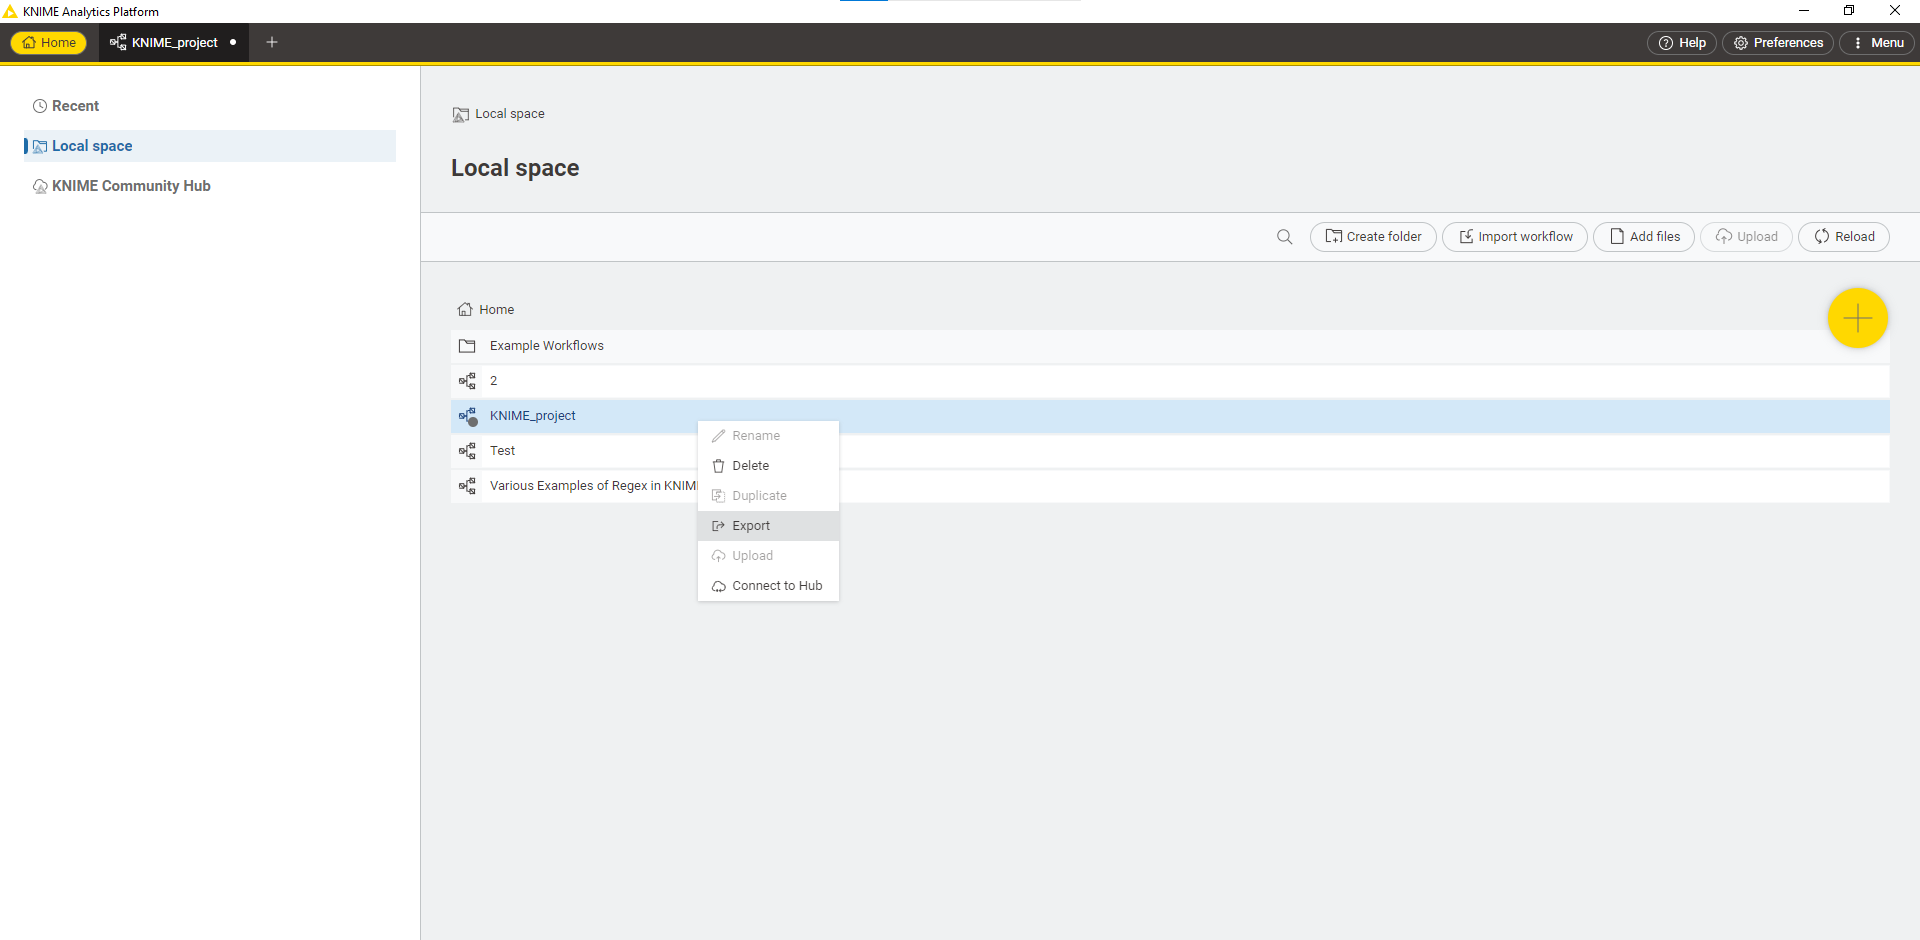 KNIME Analytics Platform
Home
KNIME_project
Help
Preferences
Menu
Recent
Local space
KNIME Community Hub
Local space
Local space
Create folder
Import workflow
Add files
Upload
Reload
Home
Example Workflows
2
KNIME_project
Test
Various Examples of Regex in KNIM
Rename
Delete
Duplicate
Export
Upload
Connect to Hub